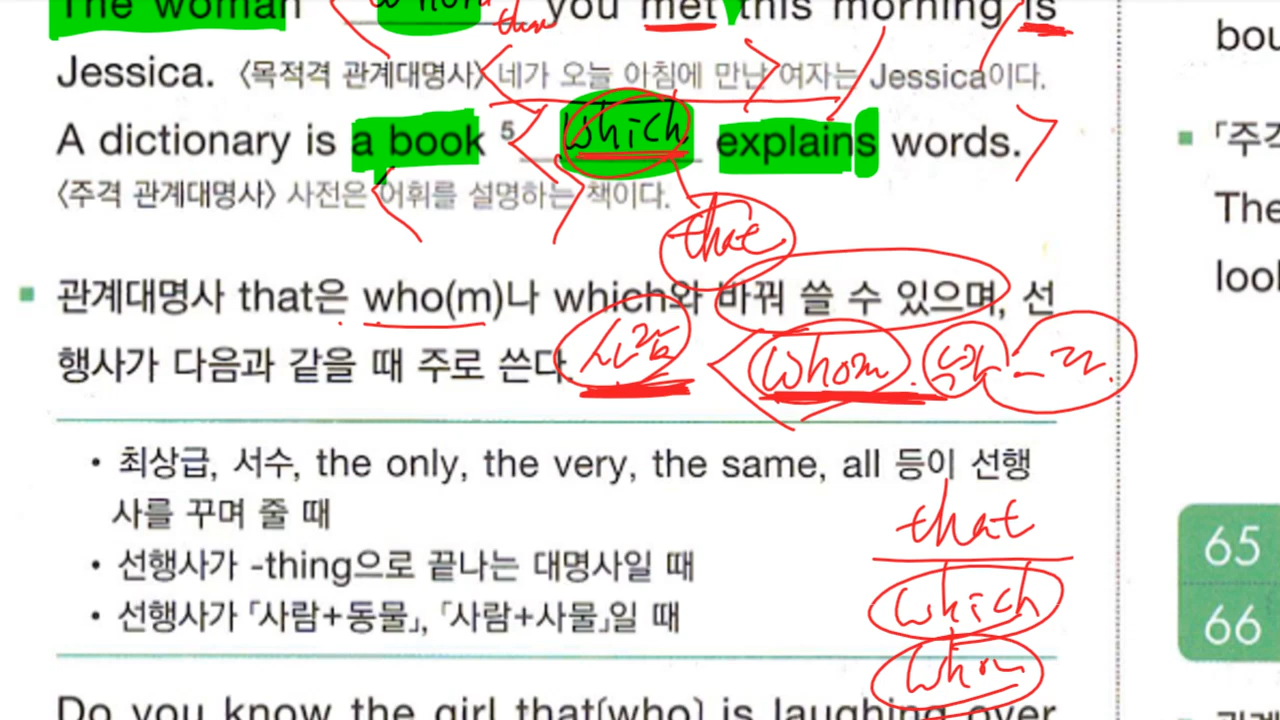 The woman whom you met this morning is
that
Jessica. 〈목적격 관계대명사〉 네가 오늘 아침에 만난 여자는 Jessica이다.
A dictionary is a book 5 which explains words.
〈주격 관계대명사〉 사전은 어휘를 설명하는 책이다.
that
관계대명사 that은 who(m)나 which와 바꿔 쓸 수 있으며, 선
행사가 다음과 같을 때 주로 쓴다.
사람 whom.
• 최상급, 서수, the only, the very, the same, all 등이 선행
사를 꾸며 줄 때
• 선행사가 -thing으로 끝나는 대명사일 때
• 선행사가 「사람+동물」, 「사람+사물」일 때
that
which
whom
Do you know the girl that(who) is laughing over
bou
「주격
The
look
65
66